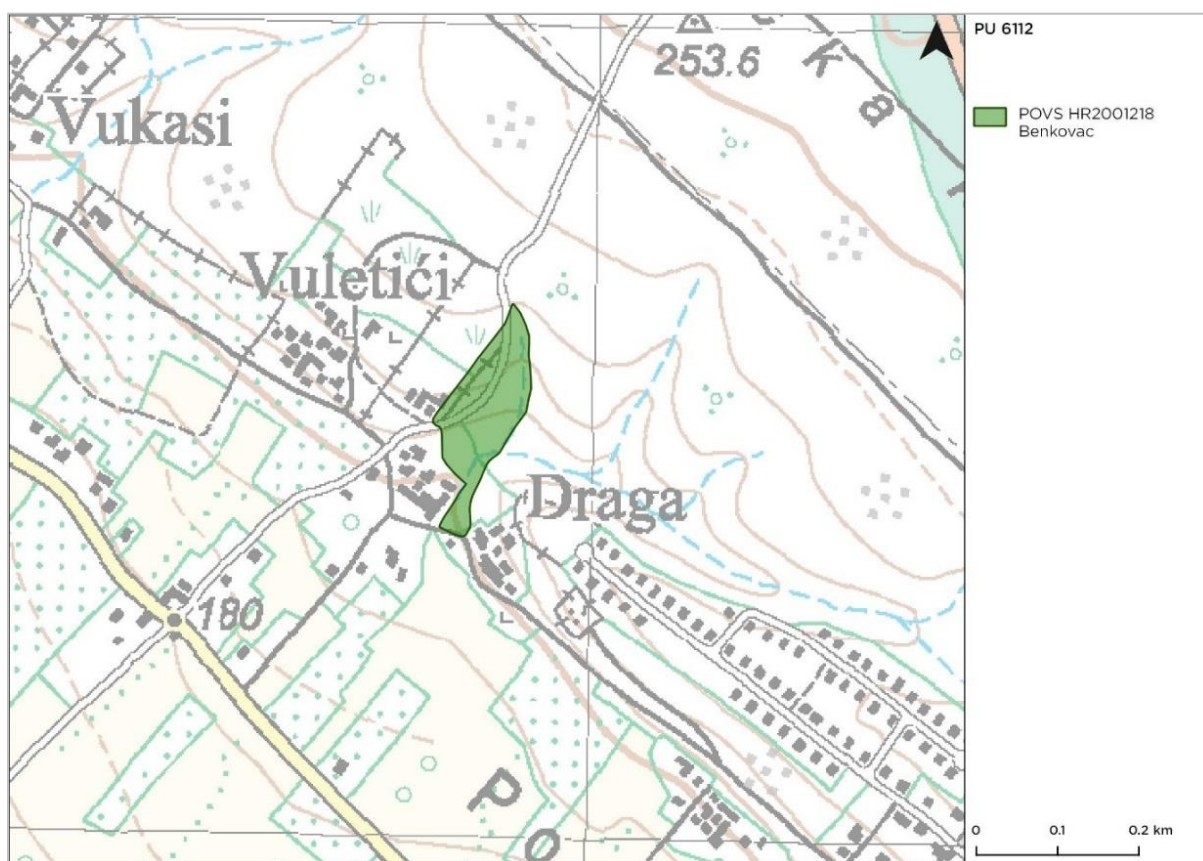 PU 6112
POVS HR2001218
Benkovac
253.6
k
a
r
Vukasi
Vuletići
Draga
180
P
o
0
0.1
0.2 km